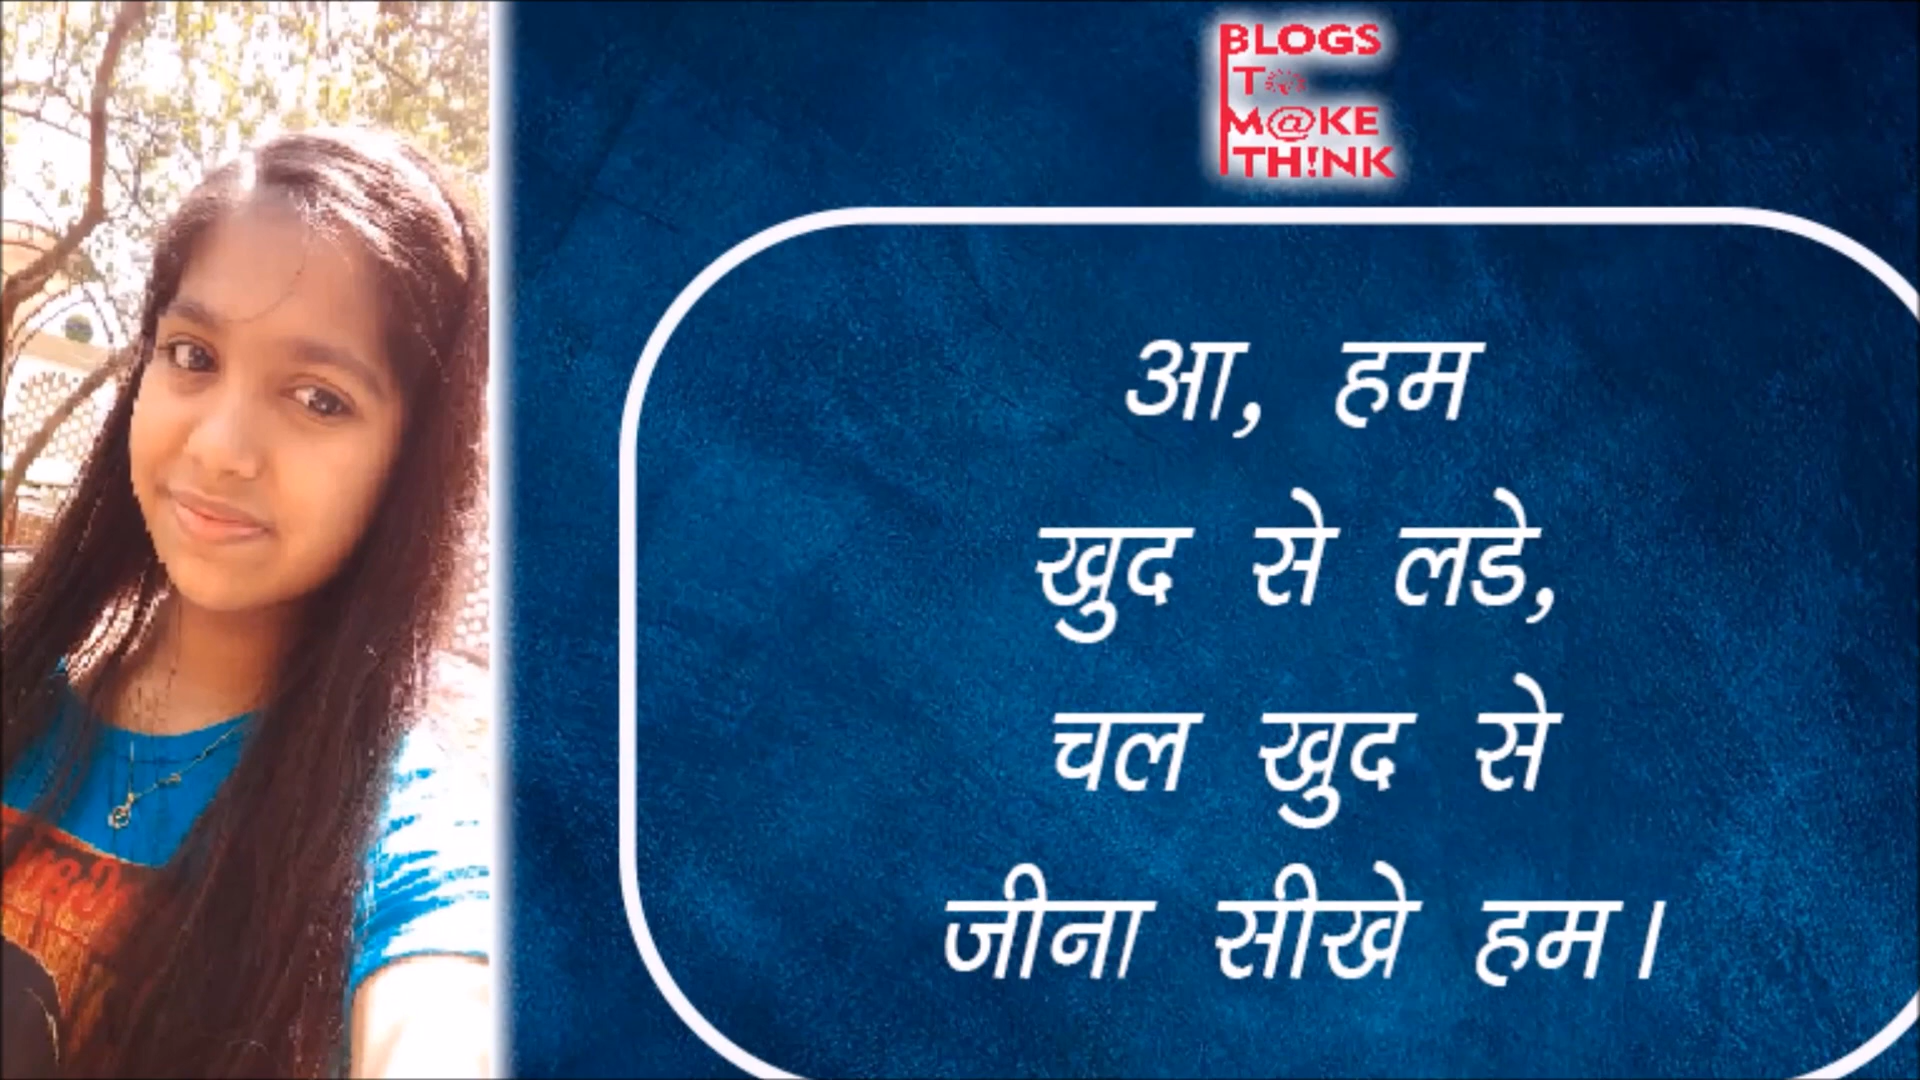 BLOGS
TO
M@KE
TH!NK
आ, हम
खुद से लडे,
चल खुद से
जीना सीखे हम।